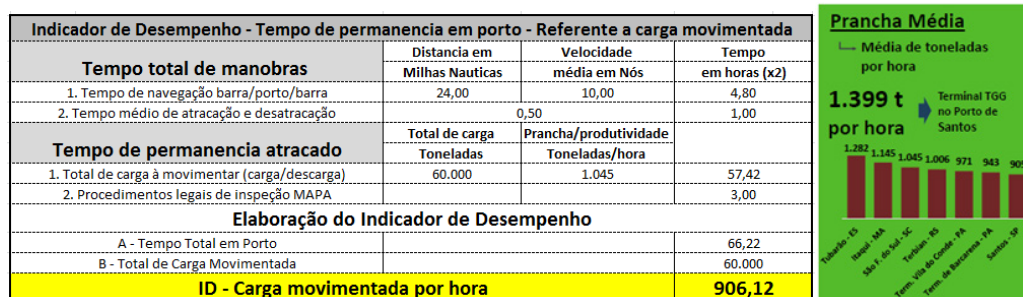 Indicador de Desempenho - Tempo de permanencia em porto - Referente a carga movimentada
Tempo total de manobras
Distancia em Velocidade Tempo
Milhas Nauticas média em Nós em horas (x2)
1. Tempo de navegação barra/porto/barra 24,00 10,00 4,80
2. Tempo médio de atracação e desatracação 0,50 1,00
Tempo de permanencia atracado
Total de carga Prancha/produtividade
Toneladas Toneladas/hora
1. Total de carga à movimentar (carga/descarga) 60.000 1.045 57,42
2. Procedimentos legais de inspeção MAPA 3,00
Elaboração do Indicador de Desempenho
A - Tempo Total em Porto 66,22
B - Total de Carga Movimentada 60.000
ID - Carga movimentada por hora 906,12
Prancha Média
Média de toneladas
por hora
1.399 t
por hora
Terminal TGG
no Porto de
Santos
1.282 1.145 1.045 1.006 971 943 905
Tubarão - ES
Itaqui - MA
São F. do Sul - SC
Terbian - RS
Term. Vila do Conde - PA
Term. de Barcarena - PA
Santos - SP